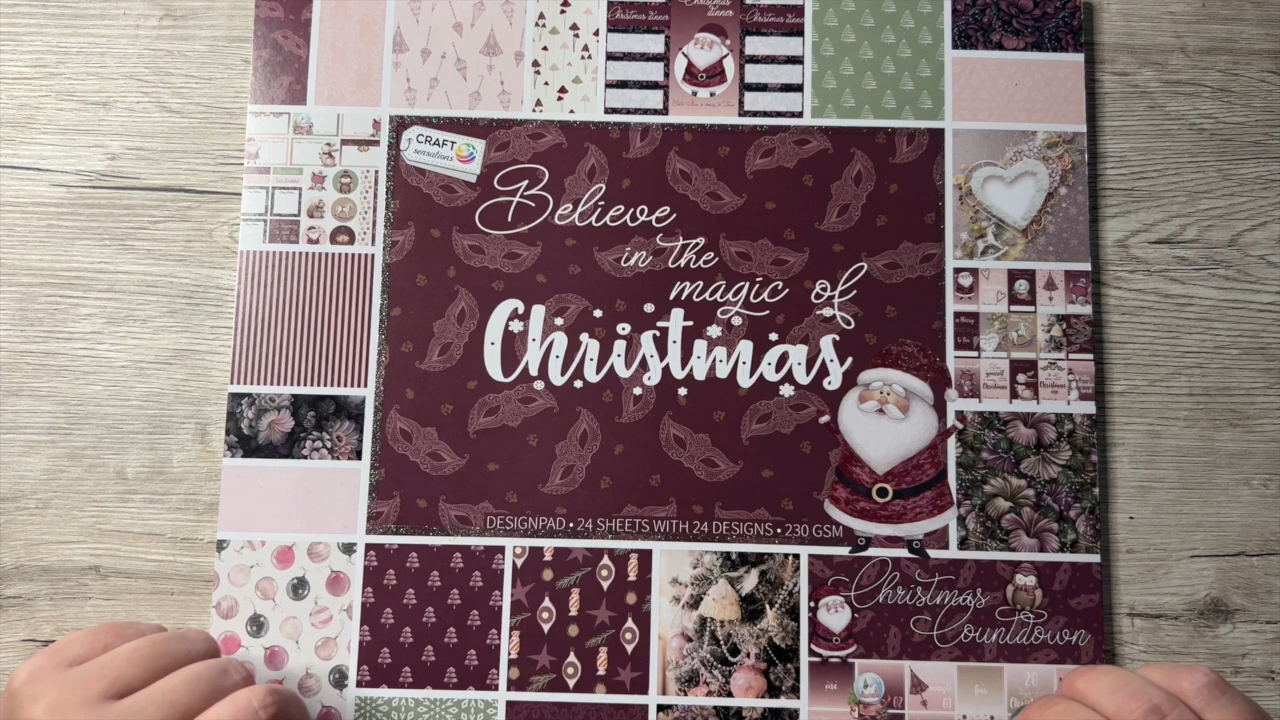 Christmas dinner
Christmas dinner
dinner
CRAFT
sensations
Believe
in the
magic of
Christmas
DESIGNPAD • 24 SHEETS WITH 24 DESIGNS • 230 GSM
Christmas
Countdown